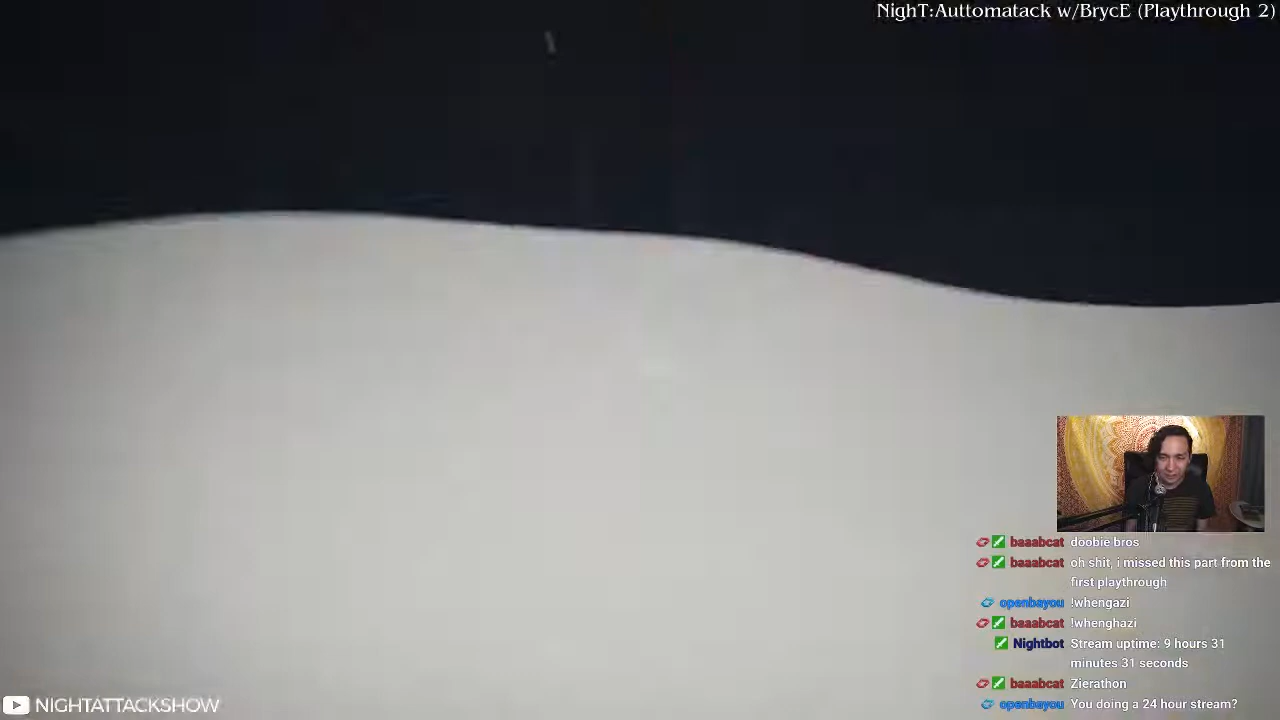 NighT:Auttomatack w/BrycE (Playthrough 2)
baaabcat doobie bros
baaabcat oh shit, i missed this part from the
first playthrough
openbayou !whengazi
baaabcat !whenghazi
Nightbot Stream uptime: 9 hours 31
minutes 31 seconds
baaabcat Zierathon
openbayou You doing a 24 hour stream?
NIGHTATTACKSHOW